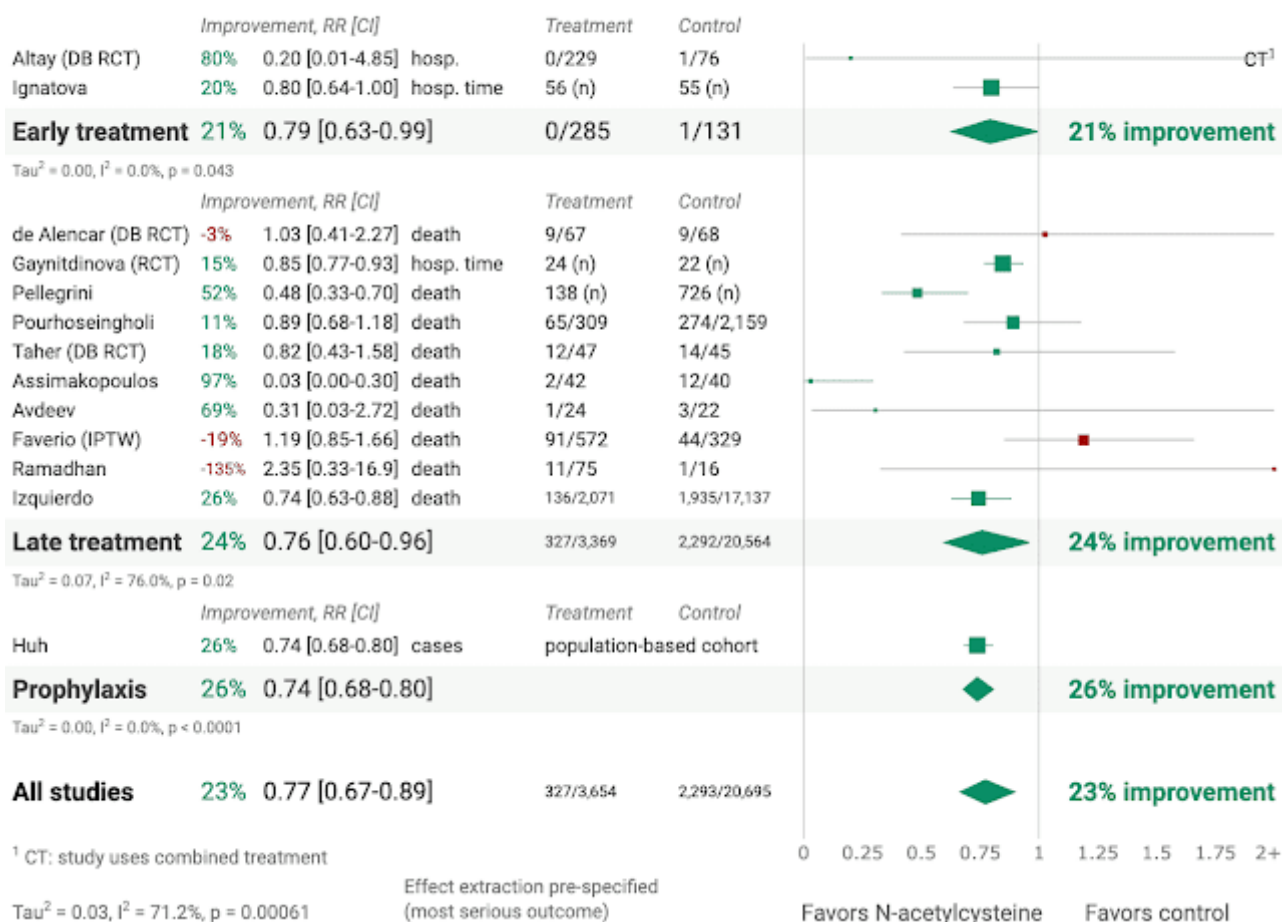 Improvement, RR [CI] Treatment Control
Altay (DB RCT) 80% 0.20 [0.01-4.85] hosp. 0/229 1/76 CT¹
Ignatova 20% 0.80 [0.64-1.00] hosp. time 56 (n) 55 (n)
Early treatment 21% 0.79 [0.63-0.99] 0/285 1/131 21% improvement
Tau² = 0.00, I² = 0.0%, p = 0.043
Improvement, RR [CI] Treatment Control
de Alencar (DB RCT) -3% 1.03 [0.41-2.27] death 9/67 9/68
Gaynitdinova (RCT) 15% 0.85 [0.77-0.93] hosp. time 24 (n) 22 (n)
Pellegrini 52% 0.48 [0.33-0.70] death 138 (n) 726 (n)
Pourhoseingholi 11% 0.89 [0.68-1.18] death 65/309 274/2,159
Taher (DB RCT) 18% 0.82 [0.43-1.58] death 12/47 14/45
Assimakopoulos 97% 0.03 [0.00-0.30] death 2/42 12/40
Avdeev 69% 0.31 [0.03-2.72] death 1/24 3/22
Faverio (IPTW) -19% 1.19 [0.85-1.66] death 91/572 44/329
Ramadhan -135% 2.35 [0.33-16.9] death 11/75 1/16
Izquierdo 26% 0.74 [0.63-0.88] death 136/2,071 1,935/17,137
Late treatment 24% 0.76 [0.60-0.96] 327/3,369 2,292/20,564 24% improvement
Tau² = 0.07, I² = 76.0%, p = 0.02
Improvement, RR [CI] Treatment Control
Huh 26% 0.74 [0.68-0.80] cases population-based cohort
Prophylaxis 26% 0.74 [0.68-0.80] 26% improvement
Tau² = 0.00, I² = 0.0%, p < 0.0001
All studies 23% 0.77 [0.67-0.89] 327/3,654 2,293/20,695 23% improvement
0 0.25 0.5 0.75 1 1.25 1.5 1.75 2+
¹ CT: study uses combined treatment
Tau² = 0.03, I² = 71.2%, p = 0.00061
Effect extraction pre-specified
(most serious outcome)
Favors N-acetylcysteine Favors control